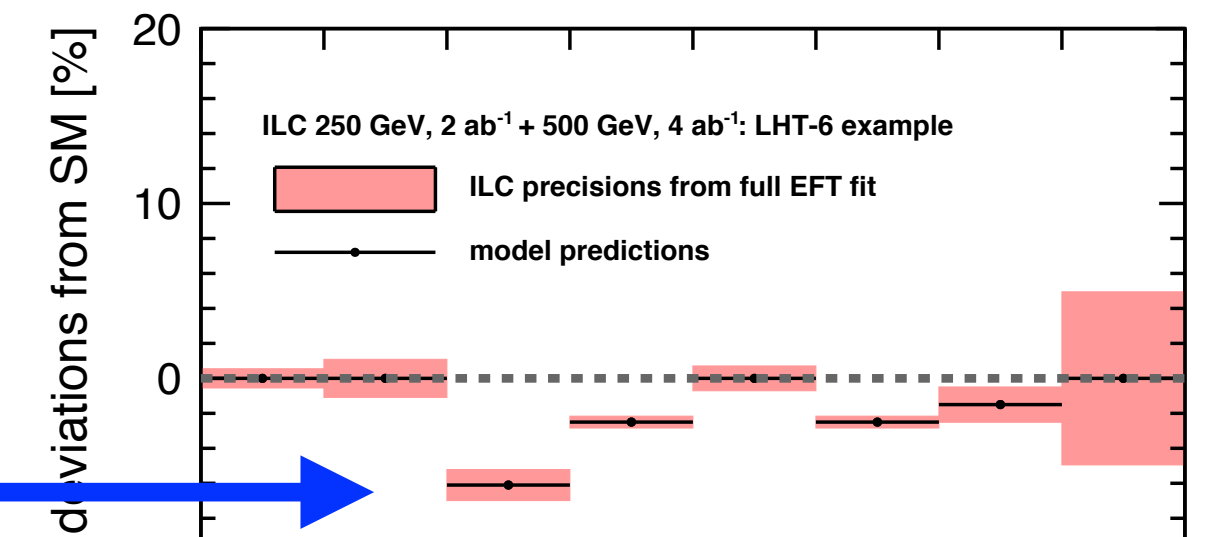 deviations from SM [%]
20
10
0
ILC 250 GeV, 2 ab⁻¹ + 500 GeV, 4 ab⁻¹: LHT-6 example
ILC precisions from full EFT fit
model predictions